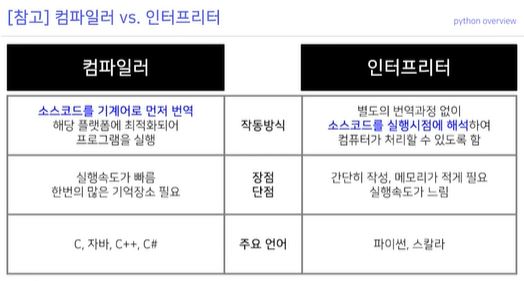 [참고] 컴파일러 vs. 인터프리터
python overview
컴파일러
인터프리터
소스코드를 기계어로 먼저 번역
해당 플랫폼에 최적화되어
프로그램을 실행
작동방식
별도의 번역과정 없이
소스코드를 실행시점에 해석하여
컴퓨터가 처리할 수 있도록 함
실행속도가 빠름
한번의 많은 기억장소 필요
장점
단점
간단히 작성, 메모리가 적게 필요
실행속도가 느림
C, 자바, C++, C#
주요 언어
파이썬, 스칼라